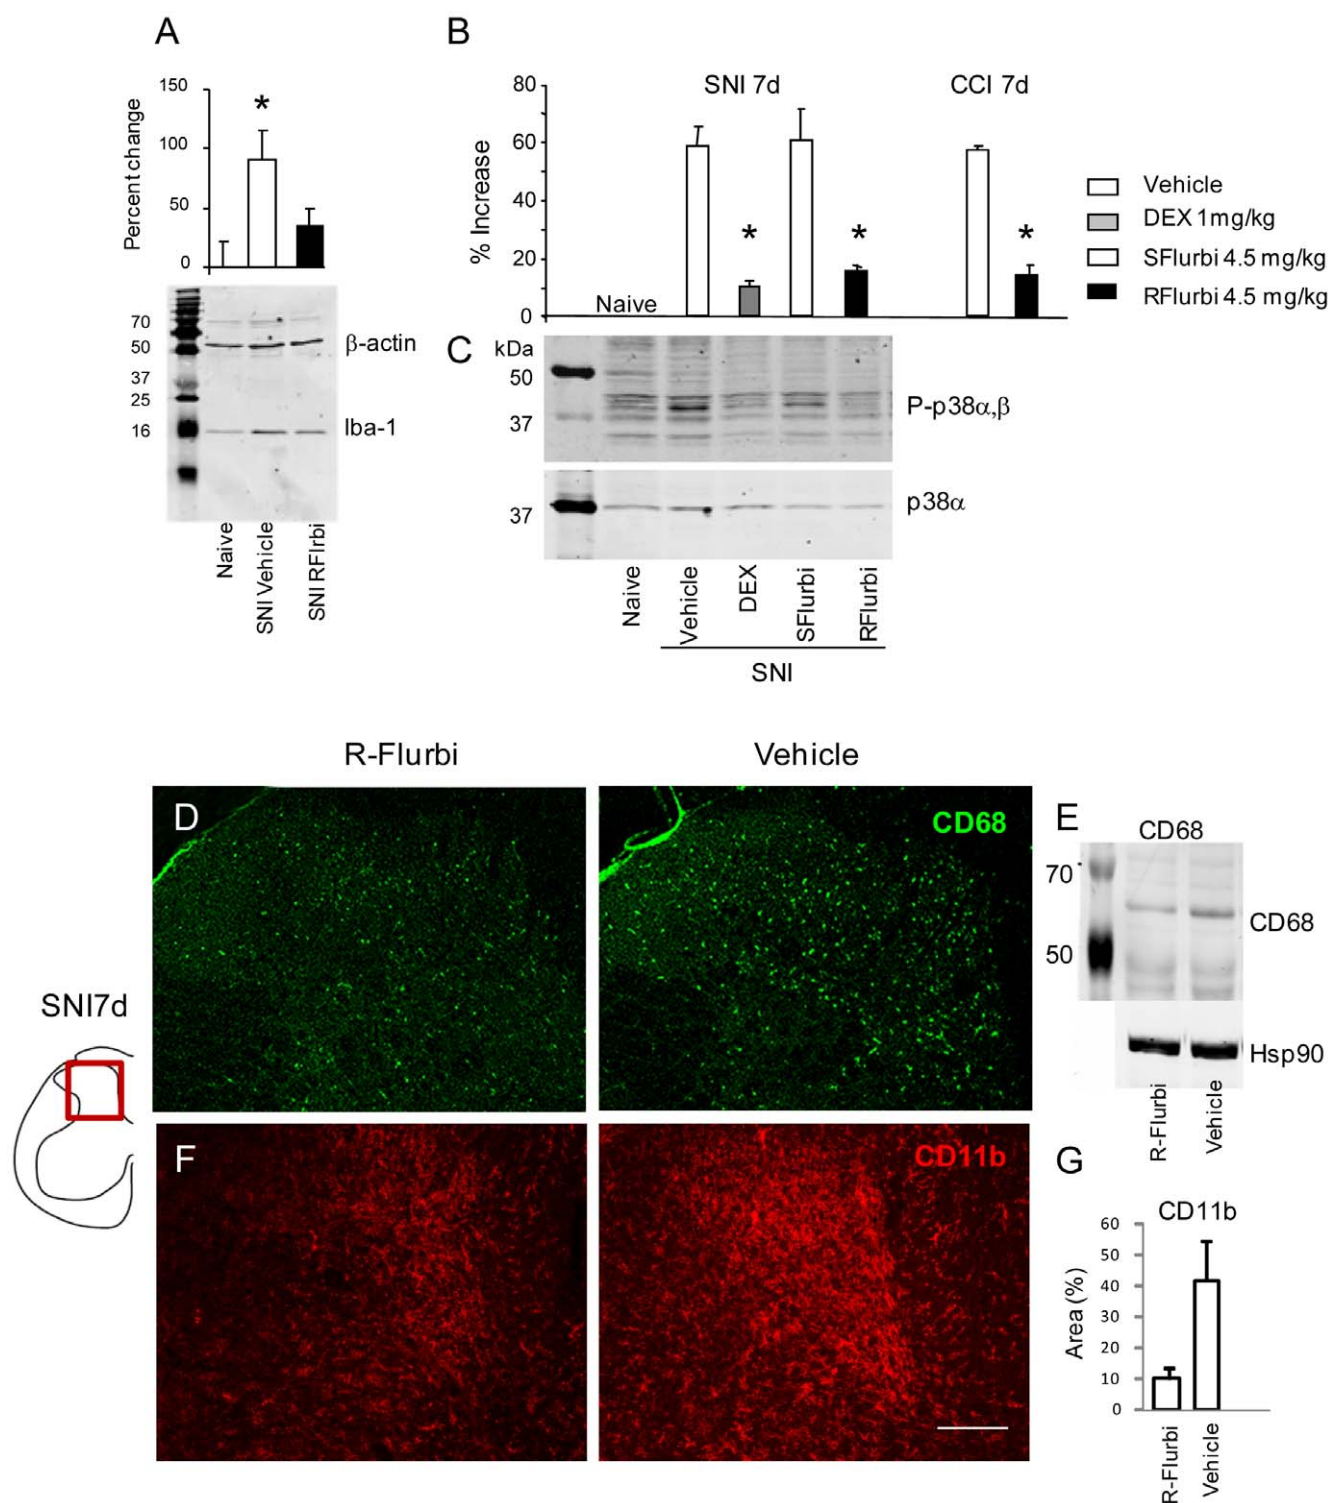 A
150
100
50
0
Percent change
*
70
50
37
25
16
β-actin
Iba-1
Naive
SNI Vehicle
SNI RFlrbi
B
80
60
40
20
0
% Increase
SNI 7d
CCI 7d
Naive
*
*
*
Vehicle
DEX 1mg/kg
SFlurbi 4.5 mg/kg
RFlurbi 4.5 mg/kg
C
kDa
50
37
P-p38α,β
37
p38α
Naive
Vehicle
DEX
SFlurbi
RFlurbi
SNI
R-Flurbi
Vehicle
D
CD68
E
CD68
70
50
CD68
Hsp90
R-Flurbi
Vehicle
SNI7d
F
CD11b
G
CD11b
60
50
40
30
20
10
0
Area (%)
R-Flurbi
Vehicle